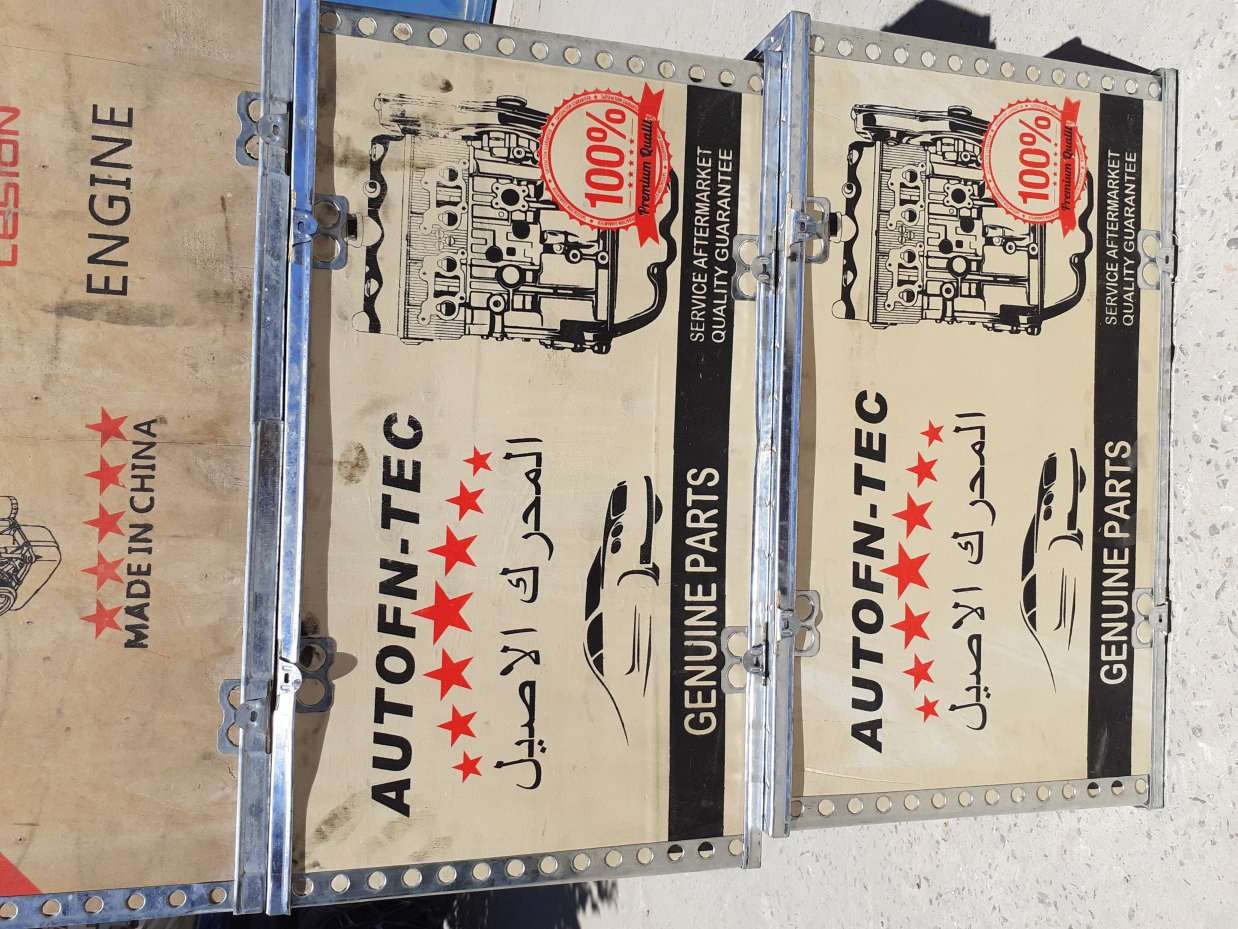 ENGINE
MADE IN CHINA
100%
Premium Quality
SERVICE AFTERMARKET
QUALITY GUARANTEE
AUTOFN-TEC
المحرك الاصيل
GENUINE PARTS
100%
Premium Quality
SERVICE AFTERMARKET
QUALITY GUARANTEE
AUTOFN-TEC
المحرك الاصيل
GENUINE PARTS